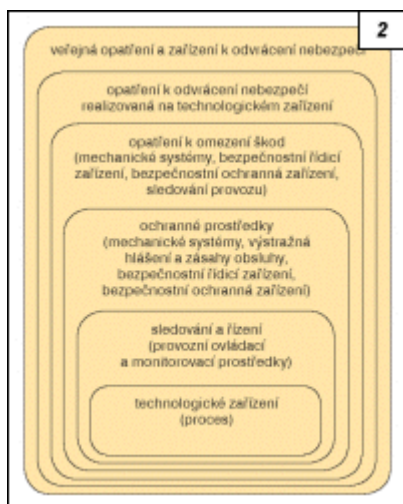 2
veřejná opatření a zařízení k odvrácení nebezpečí
opatření k odvrácení nebezpečí
realizovaná na technologickém zařízení
opatření k omezení škod
(mechanické systémy, bezpečnostní řídicí
zařízení, bezpečnostní ochranná zařízení,
sledování provozu)
ochranné prostředky
(mechanické systémy, výstražná
hlášení a zásahy obsluhy,
bezpečnostní řídicí zařízení,
bezpečnostní ochranná zařízení)
sledování a řízení
(provozní ovládací
a monitorovací prostředky)
technologické zařízení
(proces)